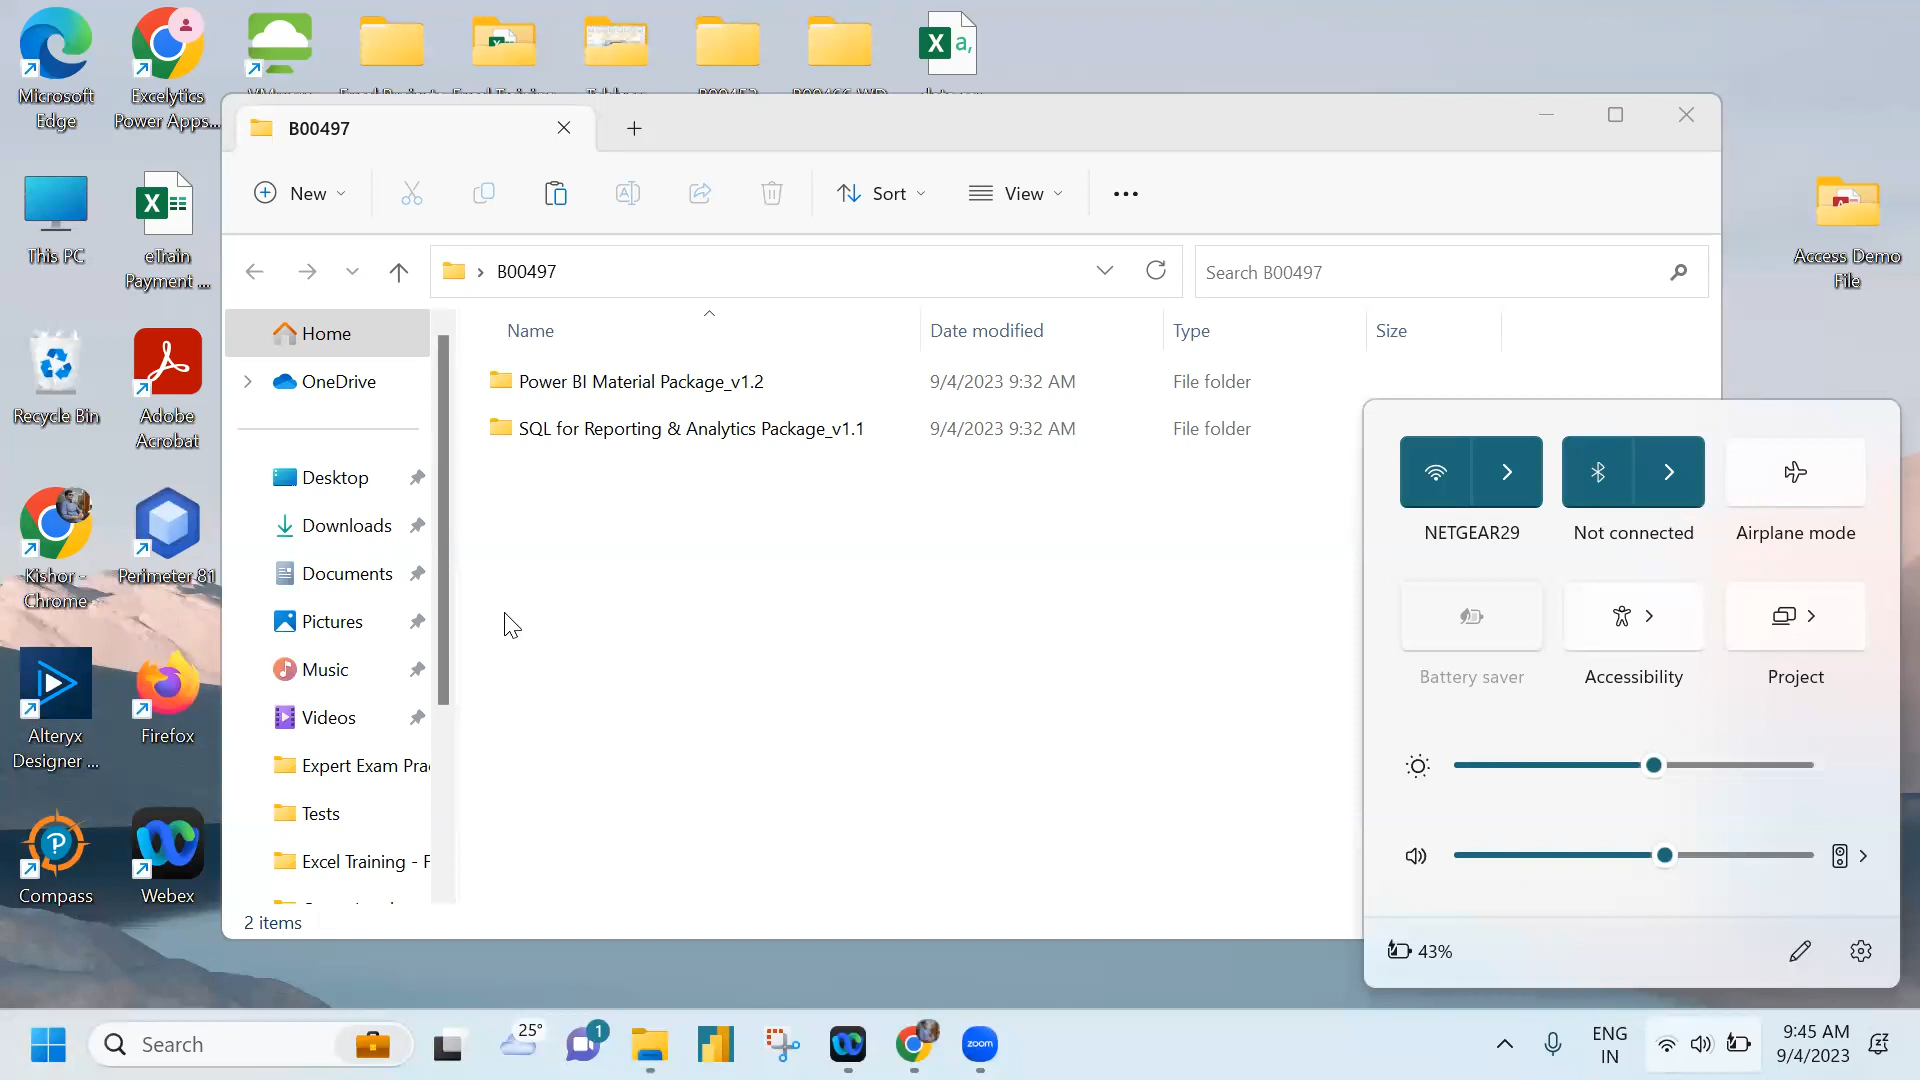 Microsoft
Edge
Excelytics
Power Apps...
This PC
eTrain
Payment ...
Recycle Bin
Adobe
Acrobat
Kishor -
Chrome
Perimeter 81
Alteryx
Designer ...
Firefox
Compass
Webex
Access Demo
File
B00497
New
Sort
View
B00497
Search B00497
Home
OneDrive
Desktop
Downloads
Documents
Pictures
Music
Videos
Expert Exam Pra
Tests
Excel Training - F
Name
Date modified
Type
Size
Power BI Material Package_v1.2
9/4/2023 9:32 AM
File folder
SQL for Reporting & Analytics Package_v1.1
9/4/2023 9:32 AM
File folder
2 items
NETGEAR29
Not connected
Airplane mode
Battery saver
Accessibility
Project
43%
Search
25°
1
zoom
ENG
IN
9:45 AM
9/4/2023